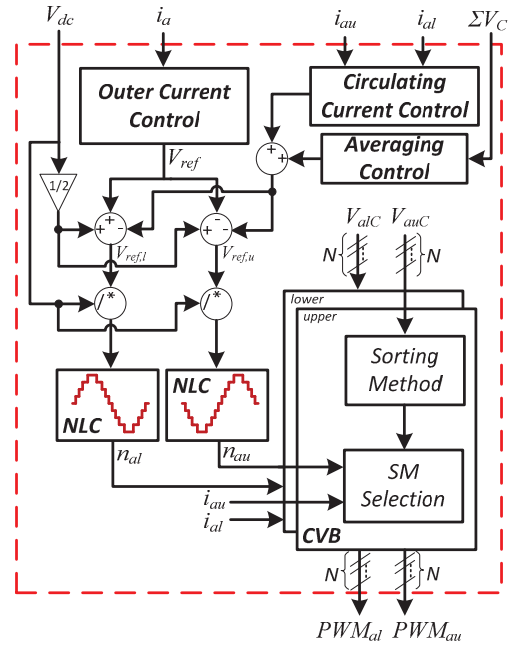 V_dc
i_a
i_au
i_al
ΣV_C
Outer Current
Control
Circulating
Current Control
Averaging
Control
V_ref
1/2
+
+
+
+
-
+
-
-
V_ref,l
V_ref,u
V_alC
V_auC
N
N
/*
/*
lower
upper
Sorting
Method
NLC
NLC
n_al
n_au
SM
Selection
i_au
i_al
CVB
N
N
PWM_al
PWM_au